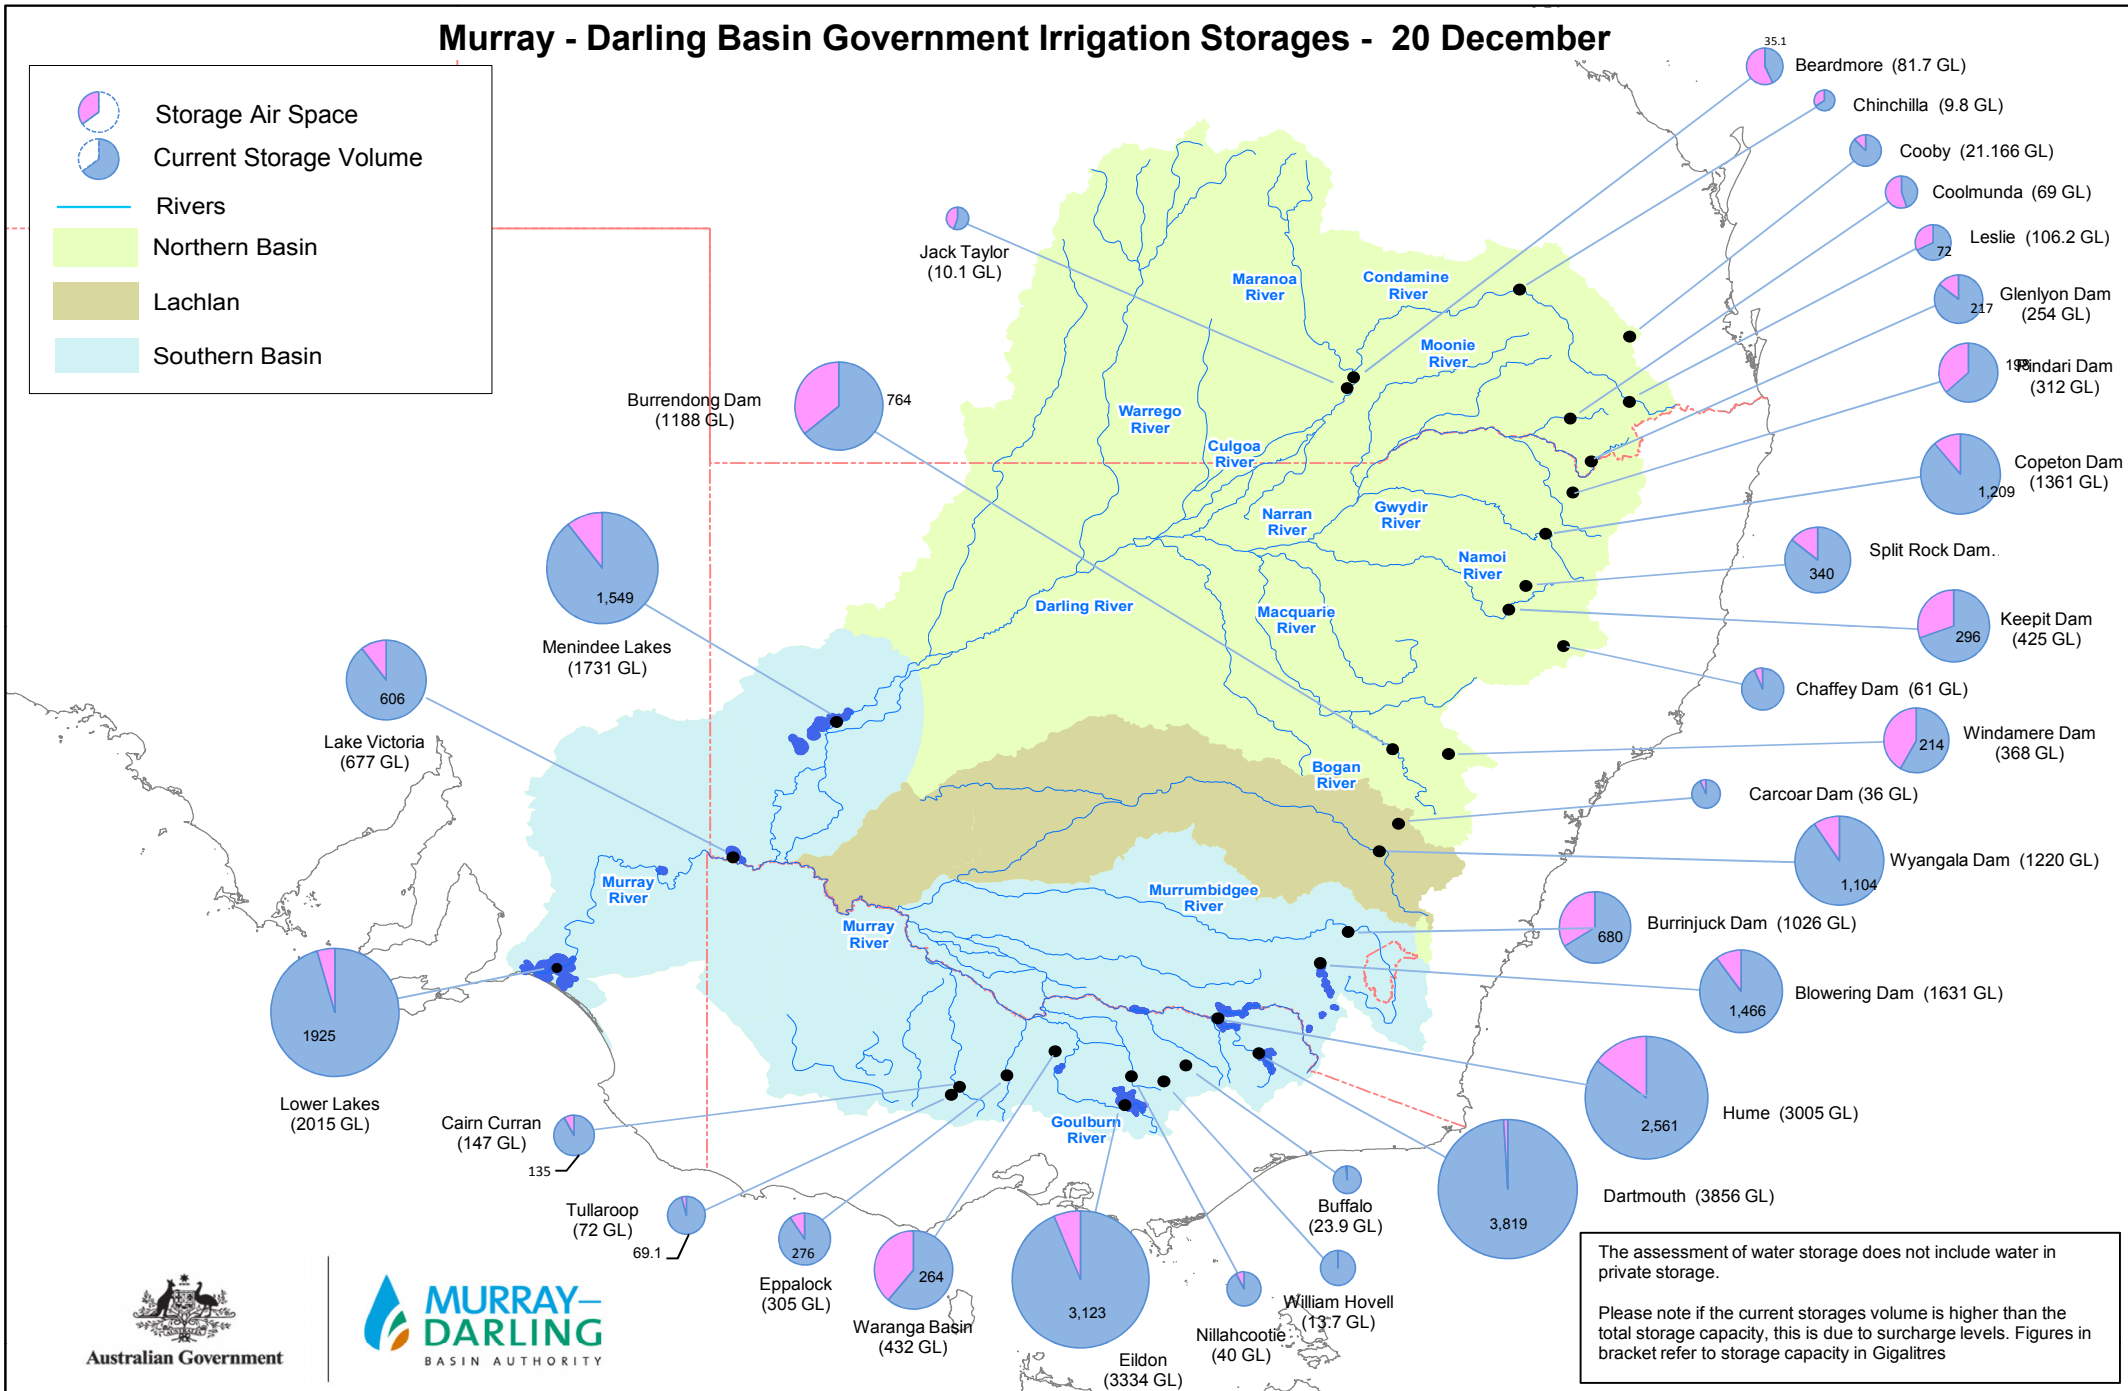 Murray - Darling Basin Government Irrigation Storages - 20 December
Storage Air Space
Current Storage Volume
Rivers
Northern Basin
Lachlan
Southern Basin
35.1
Beardmore (81.7 GL)
Chinchilla (9.8 GL)
Cooby (21.166 GL)
Coolmunda (69 GL)
Leslie (106.2 GL)
72
Glenlyon Dam
(254 GL)
217
Pindari Dam
(312 GL)
198
Copeton Dam
(1361 GL)
1,209
Split Rock Dam..
340
Keepit Dam
(425 GL)
296
Chaffey Dam (61 GL)
Windamere Dam
(368 GL)
214
Carcoar Dam (36 GL)
Wyangala Dam (1220 GL)
1,104
Burrinjuck Dam (1026 GL)
680
Blowering Dam (1631 GL)
1,466
Hume (3005 GL)
2,561
Dartmouth (3856 GL)
3,819
Jack Taylor
(10.1 GL)
Burrendong Dam
(1188 GL)
764
Menindee Lakes
(1731 GL)
1,549
Lake Victoria
(677 GL)
606
Lower Lakes
(2015 GL)
1925
Cairn Curran
(147 GL)
135
Tullaroop
(72 GL)
69.1
Eppalock
(305 GL)
276
Waranga Basin
(432 GL)
264
Eildon
(3334 GL)
3,123
Nillahcootie
(40 GL)
William Hovell
(13.7 GL)
Buffalo
(23.9 GL)
Maranoa
River
Condamine
River
Moonie
River
Warrego
River
Culgoa
River
Narran
River
Gwydir
River
Namoi
River
Darling River
Macquarie
River
Bogan
River
Murray
River
Murrumbidgee
River
Murray
River
Goulburn
River
Australian Government
MURRAY–
DARLING
BASIN AUTHORITY
The assessment of water storage does not include water in
private storage.
Please note if the current storages volume is higher than the
total storage capacity, this is due to surcharge levels. Figures in
bracket refer to storage capacity in Gigalitres